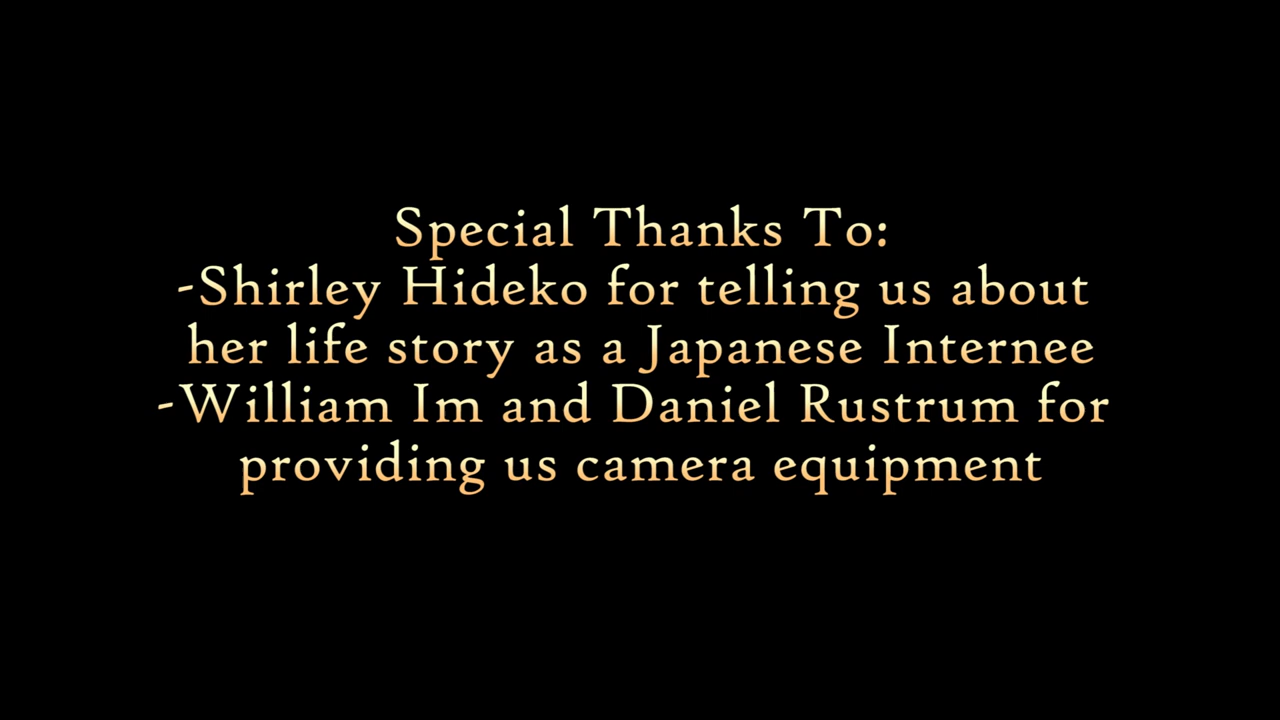 Special Thanks To:
-Shirley Hideko for telling us about
her life story as a Japanese Internee
-William Im and Daniel Rustrum for
providing us camera equipment